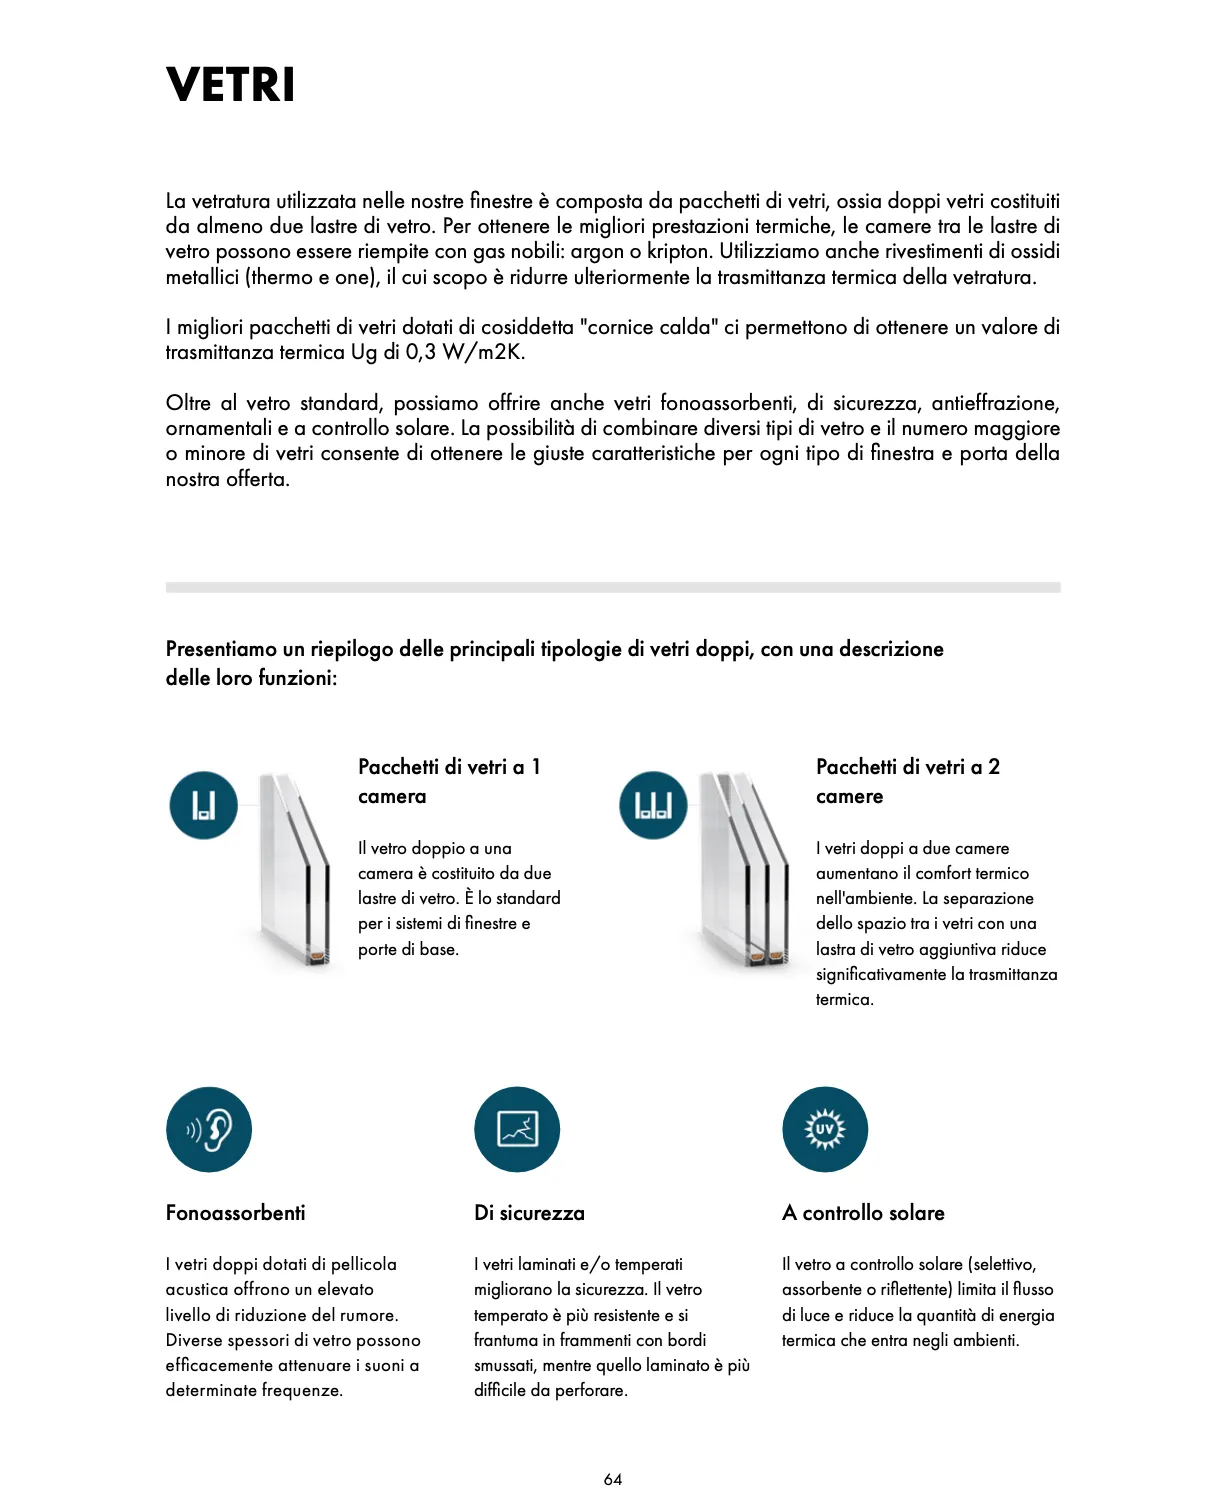 VETRI
La vetratura utilizzata nelle nostre finestre è composta da pacchetti di vetri, ossia doppi vetri costituiti
da almeno due lastre di vetro. Per ottenere le migliori prestazioni termiche, le camere tra le lastre di
vetro possono essere riempite con gas nobili: argon o kripton. Utilizziamo anche rivestimenti di ossidi
metallici (thermo e one), il cui scopo è ridurre ulteriormente la trasmittanza termica della vetratura.
I migliori pacchetti di vetri dotati di cosiddetta "cornice calda" ci permettono di ottenere un valore di
trasmittanza termica Ug di 0,3 W/m2K.
Oltre al vetro standard, possiamo offrire anche vetri fonoassorbenti, di sicurezza, antieffrazione,
ornamentali e a controllo solare. La possibilità di combinare diversi tipi di vetro e il numero maggiore
o minore di vetri consente di ottenere le giuste caratteristiche per ogni tipo di finestra e porta della
nostra offerta.
Presentiamo un riepilogo delle principali tipologie di vetri doppi, con una descrizione
delle loro funzioni:
Pacchetti di vetri a 1
camera
Il vetro doppio a una
camera è costituito da due
lastre di vetro. È lo standard
per i sistemi di finestre e
porte di base.
Pacchetti di vetri a 2
camere
I vetri doppi a due camere
aumentano il comfort termico
nell'ambiente. La separazione
dello spazio tra i vetri con una
lastra di vetro aggiuntiva riduce
significativamente la trasmittanza
termica.
Fonoassorbenti
I vetri doppi dotati di pellicola
acustica offrono un elevato
livello di riduzione del rumore.
Diverse spessori di vetro possono
efficacemente attenuare i suoni a
determinate frequenze.
Di sicurezza
I vetri laminati e/o temperati
migliorano la sicurezza. Il vetro
temperato è più resistente e si
frantuma in frammenti con bordi
smussati, mentre quello laminato è più
difficile da perforare.
UV
A controllo solare
Il vetro a controllo solare (selettivo,
assorbente o riflettente) limita il flusso
di luce e riduce la quantità di energia
termica che entra negli ambienti.
64